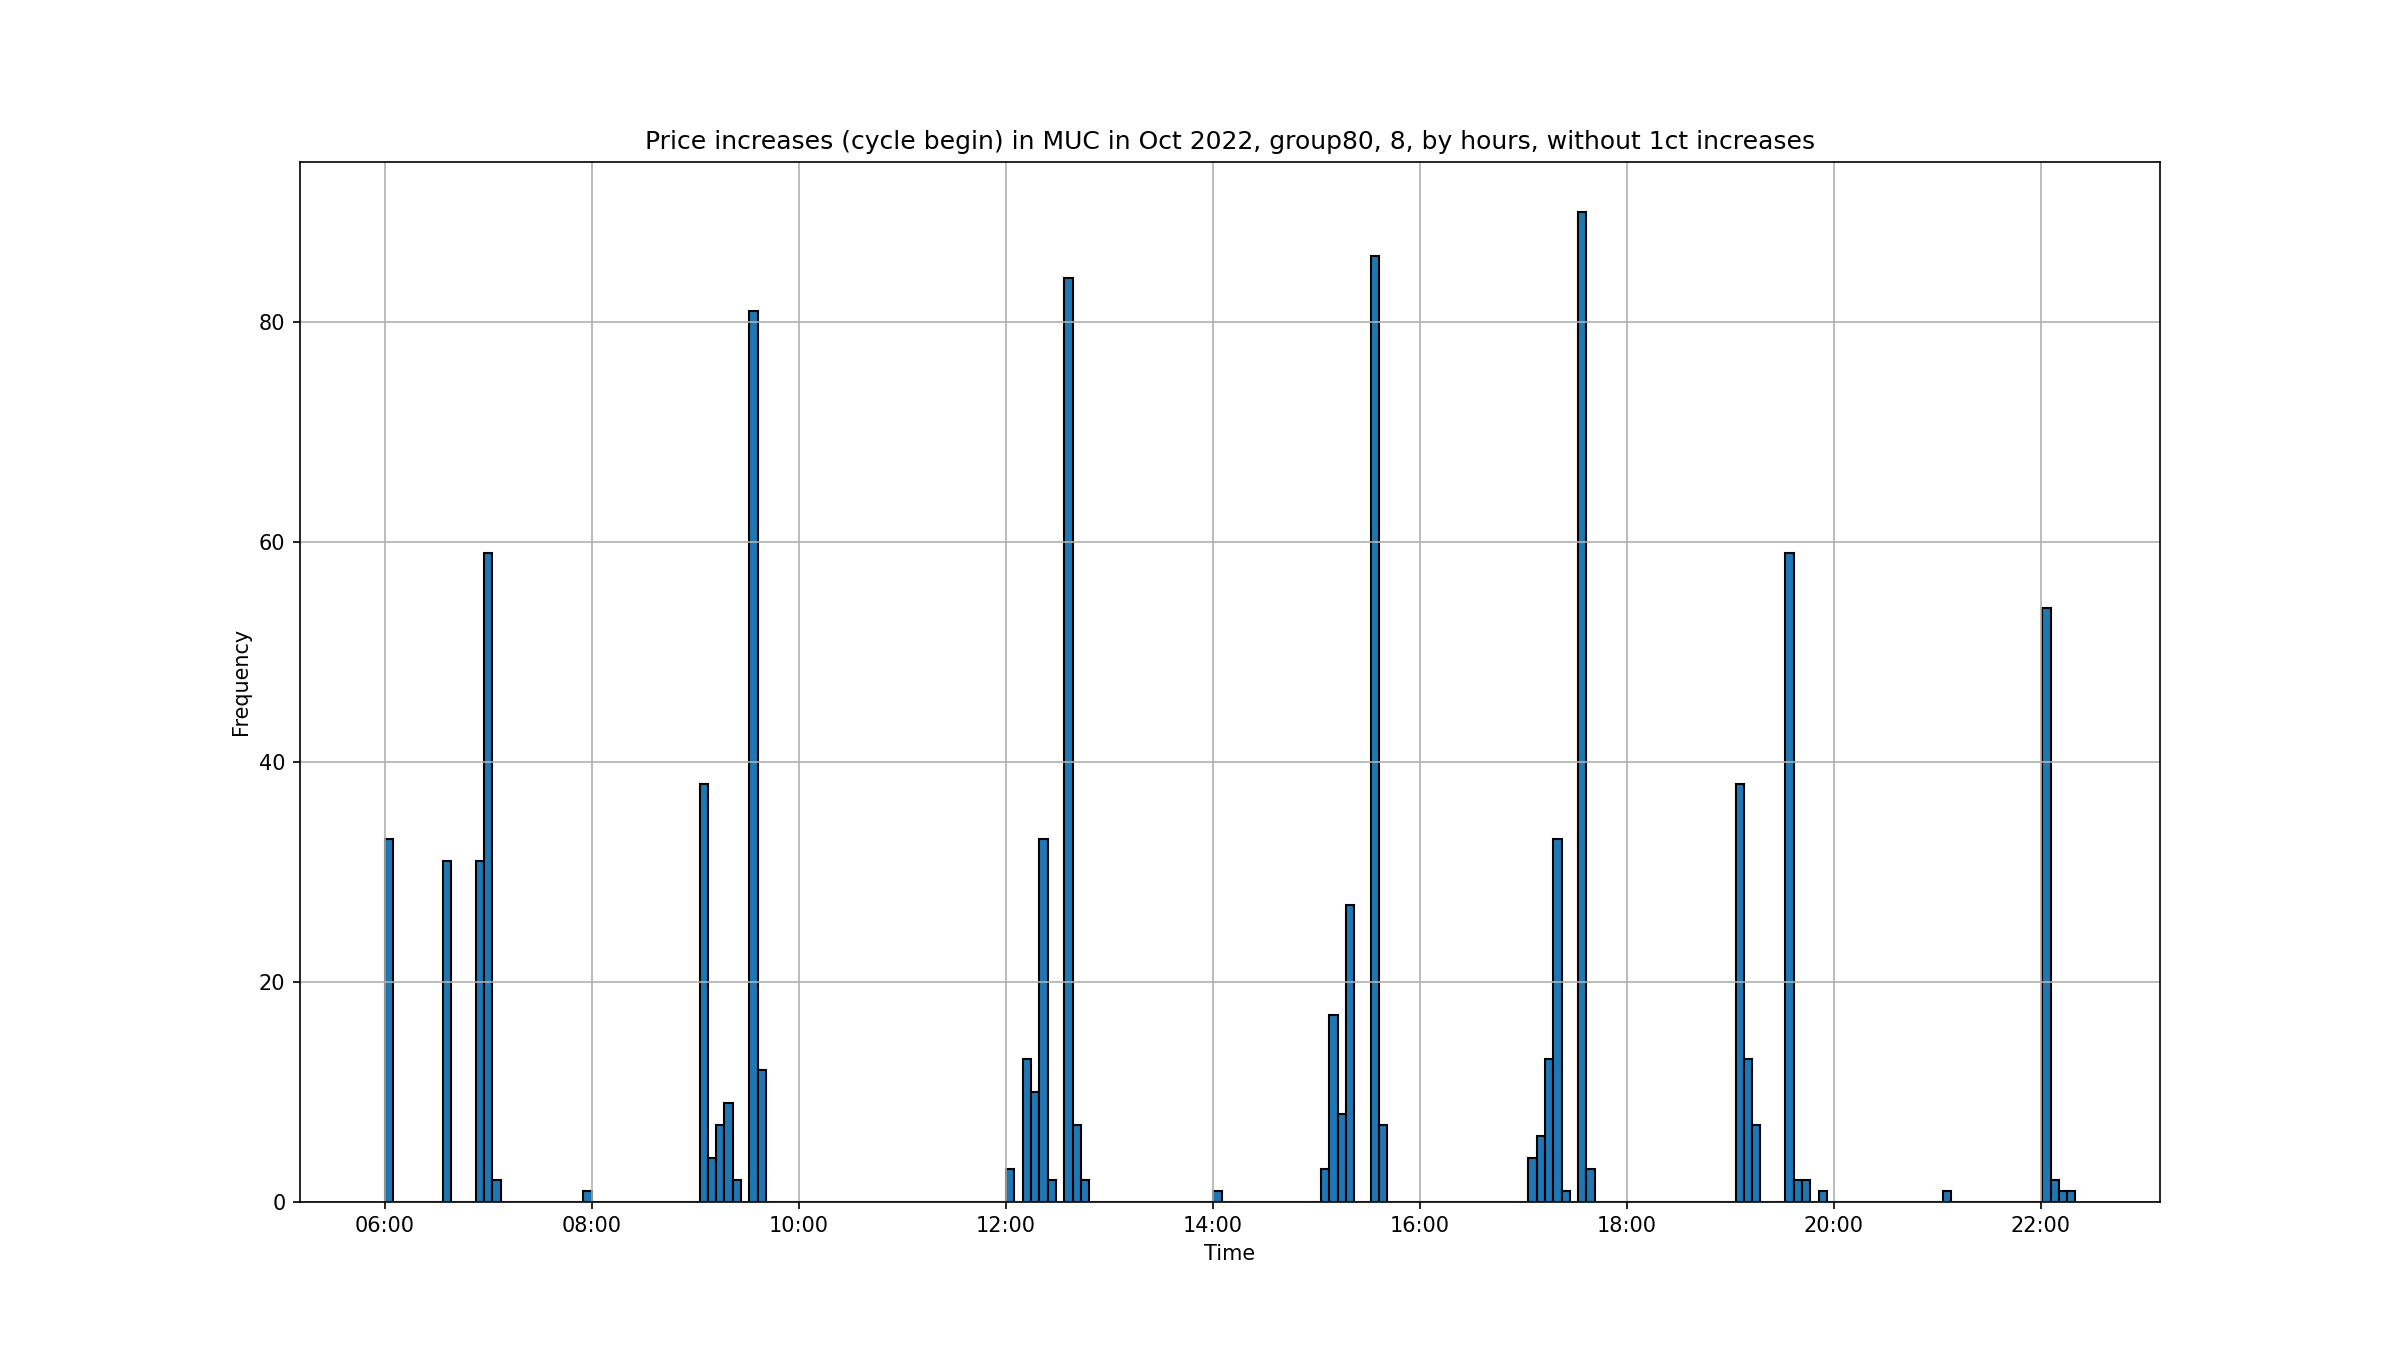 Price increases (cycle begin) in MUC in Oct 2022, group80, 8, by hours, without 1ct increases
80
60
40
20
0
Frequency
06:00 08:00 10:00 12:00 14:00 16:00 18:00 20:00 22:00
Time